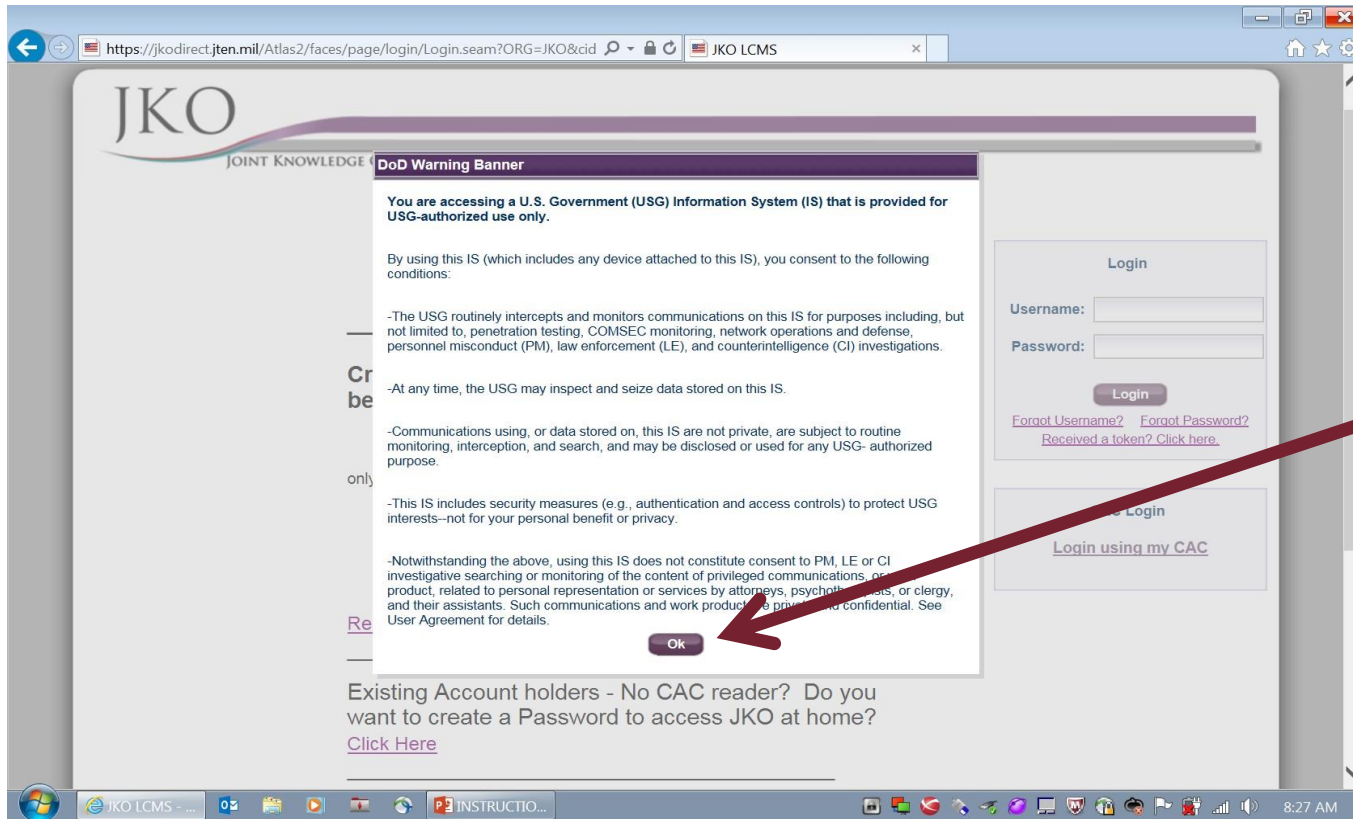 https://jkodirect.jten.mil/Atlas2/faces/page/login/Login.seam?ORG=JKO&cid
JKO LCMS
JKO
JOINT KNOWLEDGE
DoD Warning Banner
You are accessing a U.S. Government (USG) Information System (IS) that is provided for
USG-authorized use only.
By using this IS (which includes any device attached to this IS), you consent to the following
conditions:
-The USG routinely intercepts and monitors communications on this IS for purposes including, but
not limited to, penetration testing, COMSEC monitoring, network operations and defense,
personnel misconduct (PM), law enforcement (LE), and counterintelligence (CI) investigations.
-At any time, the USG may inspect and seize data stored on this IS.
-Communications using, or data stored on, this IS are not private, are subject to routine
monitoring, interception, and search, and may be disclosed or used for any USG- authorized
purpose.
-This IS includes security measures (e.g., authentication and access controls) to protect USG
interests--not for your personal benefit or privacy.
-Notwithstanding the above, using this IS does not constitute consent to PM, LE or CI
investigative searching or monitoring of the content of privileged communications, or
product, related to personal representation or services by attorneys, or clergy,
and their assistants. Such communications and work product confidential. See
User Agreement for details.
Ok
Cr
be
only
Re
Existing Account holders - No CAC reader? Do you
want to create a Password to access JKO at home?
Click Here
Login
Username:
Password:
Login
Forgot Username? Forgot Password?
Received a token? Click here.
Login
Login using my CAC
JKO LCMS - ...
INSTRUCTIO...
8:27 AM